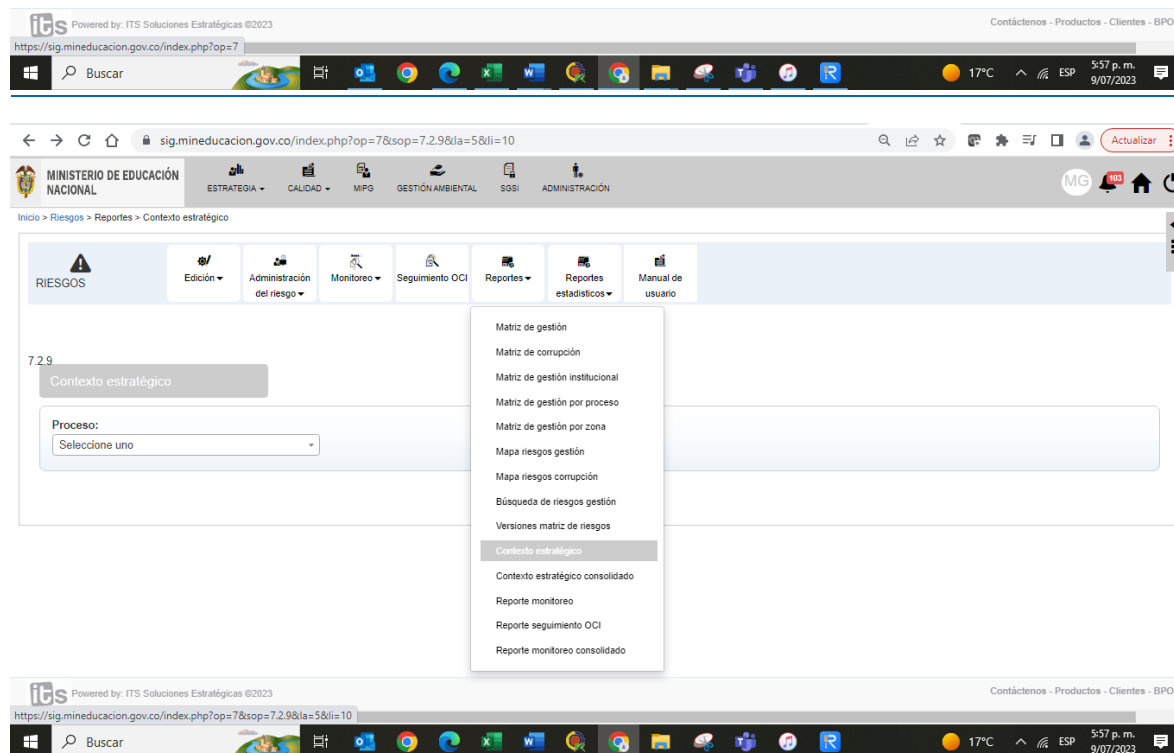 its Powered by: ITS Soluciones Estratégicas ©2023
Contáctenos - Productos - Clientes - BPO
https://sig.mineducacion.gov.co/index.php?op=7
Buscar
17°C ESP 5:57 p. m.
9/07/2023
sig.mineducacion.gov.co/index.php?op=7&sop=7.2.9&la=5&li=10
Actualizar
MINISTERIO DE EDUCACIÓN
NACIONAL
ESTRATEGIA CALIDAD MIPG GESTIÓN AMBIENTAL SGSI ADMINISTRACIÓN
MG 103
Inicio > Riesgos > Reportes > Contexto estratégico
RIESGOS
Edición
Administración
del riesgo
Monitoreo
Seguimiento OCI
Reportes
Reportes
estadisticos
Manual de
usuario
Matriz de gestión
Matriz de corrupción
Matriz de gestión institucional
Matriz de gestión por proceso
Matriz de gestión por zona
Mapa riesgos gestión
Mapa riesgos corrupción
Búsqueda de riesgos gestión
Versiones matriz de riesgos
Contexto estratégico
Contexto estratégico consolidado
Reporte monitoreo
Reporte seguimiento OCI
Reporte monitoreo consolidado
7.2.9
Contexto estratégico
Proceso:
Seleccione uno
its Powered by: ITS Soluciones Estratégicas ©2023
Contáctenos - Productos - Clientes - BPO
https://sig.mineducacion.gov.co/index.php?op=7&sop=7.2.9&la=5&li=10
Buscar
17°C ESP 5:57 p. m.
9/07/2023